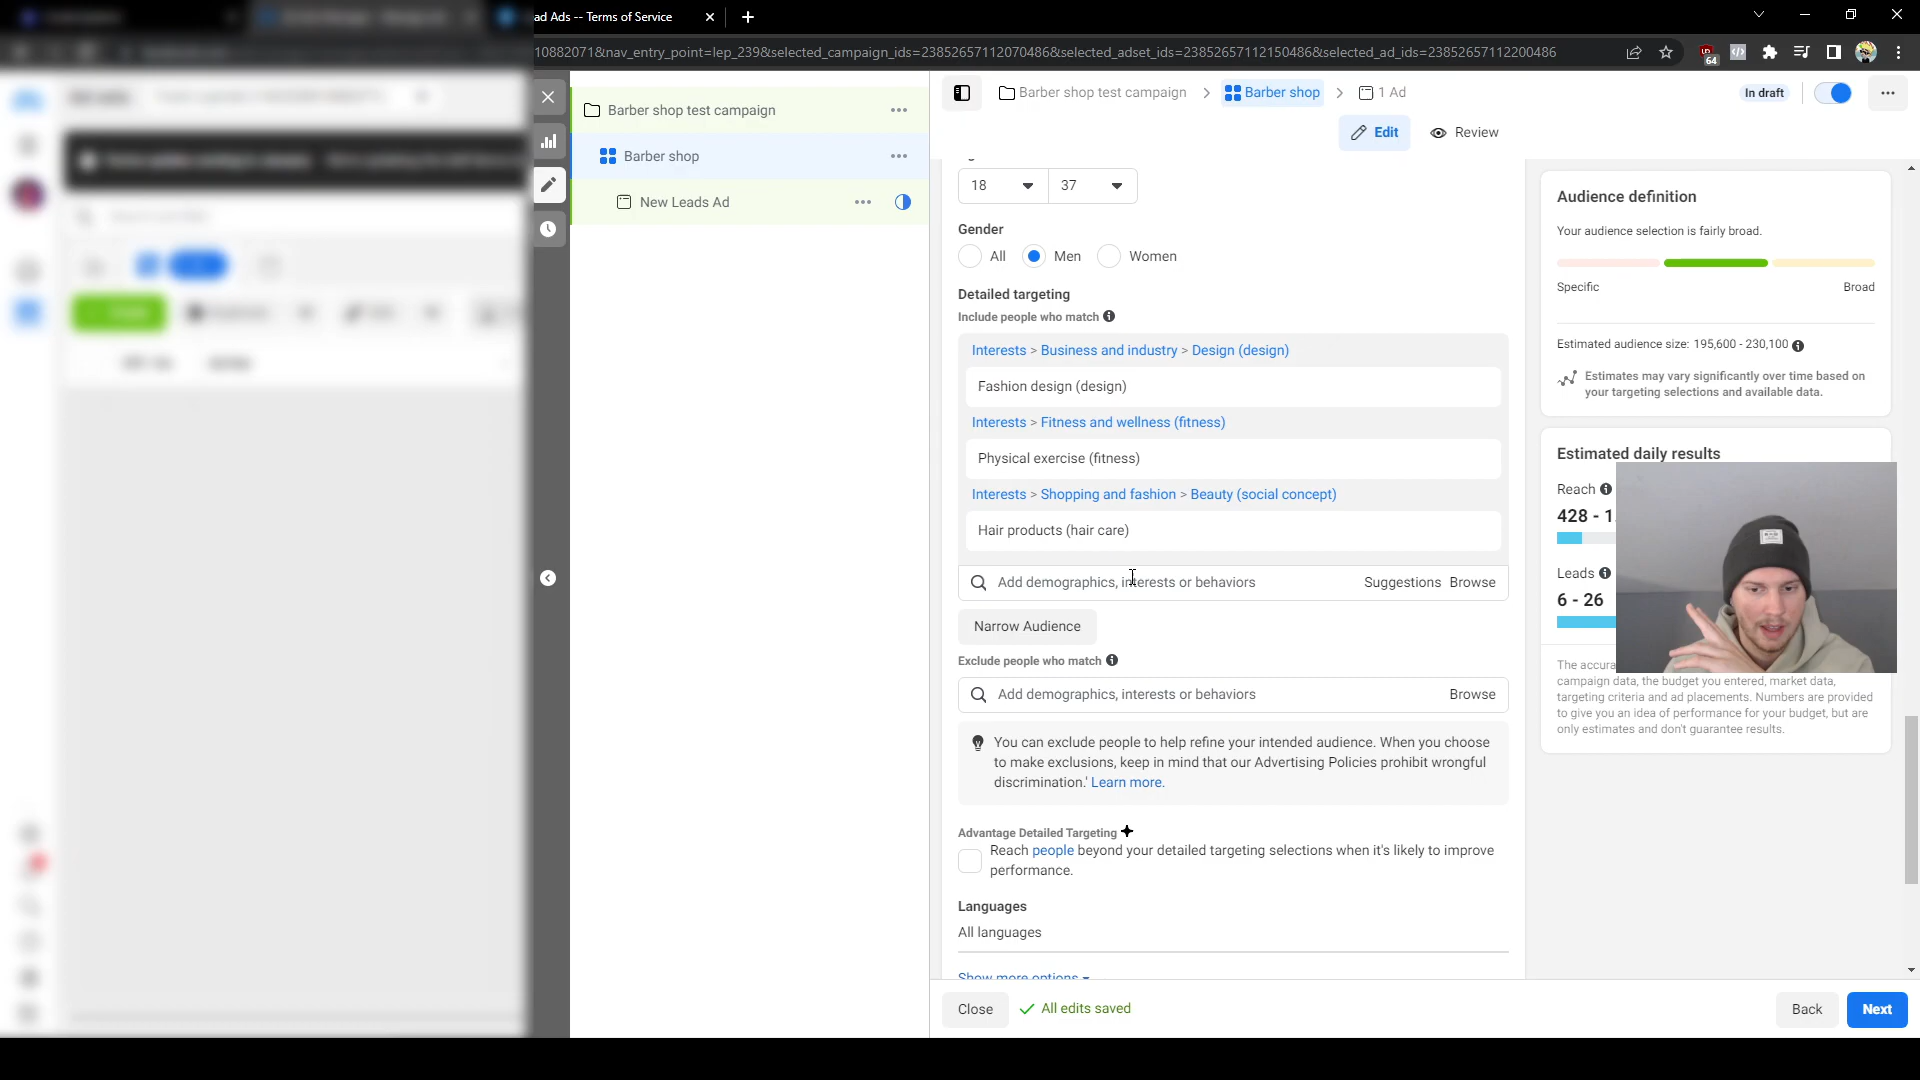 ad Ads -- Terms of Service
10882071&nav_entry_point=lep_239&selected_campaign_ids=23852657112070486&selected_adset_ids=23852657112150486&selected_ad_ids=23852657112200486
64
Barber shop test campaign
Barber shop
New Leads Ad
Barber shop test campaign
Barber shop
1 Ad
In draft
Edit
Review
18
37
Gender
All
Men
Women
Detailed targeting
Include people who match
Interests > Business and industry > Design (design)
Fashion design (design)
Interests > Fitness and wellness (fitness)
Physical exercise (fitness)
Interests > Shopping and fashion > Beauty (social concept)
Hair products (hair care)
Add demographics, interests or behaviors
Suggestions
Browse
Narrow Audience
Exclude people who match
Add demographics, interests or behaviors
Browse
You can exclude people to help refine your intended audience. When you choose
to make exclusions, keep in mind that our Advertising Policies prohibit wrongful
discrimination.' Learn more.
Advantage Detailed Targeting
Reach people beyond your detailed targeting selections when it's likely to improve
performance.
Languages
All languages
Show more options
Close
All edits saved
Back
Next
Audience definition
Your audience selection is fairly broad.
Specific
Broad
Estimated audience size: 195,600 - 230,100
Estimates may vary significantly over time based on
your targeting selections and available data.
Estimated daily results
Reach
428 - 1.
Leads
6 - 26
The accura
campaign data, the budget you entered, market data,
targeting criteria and ad placements. Numbers are provided
to give you an idea of performance for your budget, but are
only estimates and don't guarantee results.